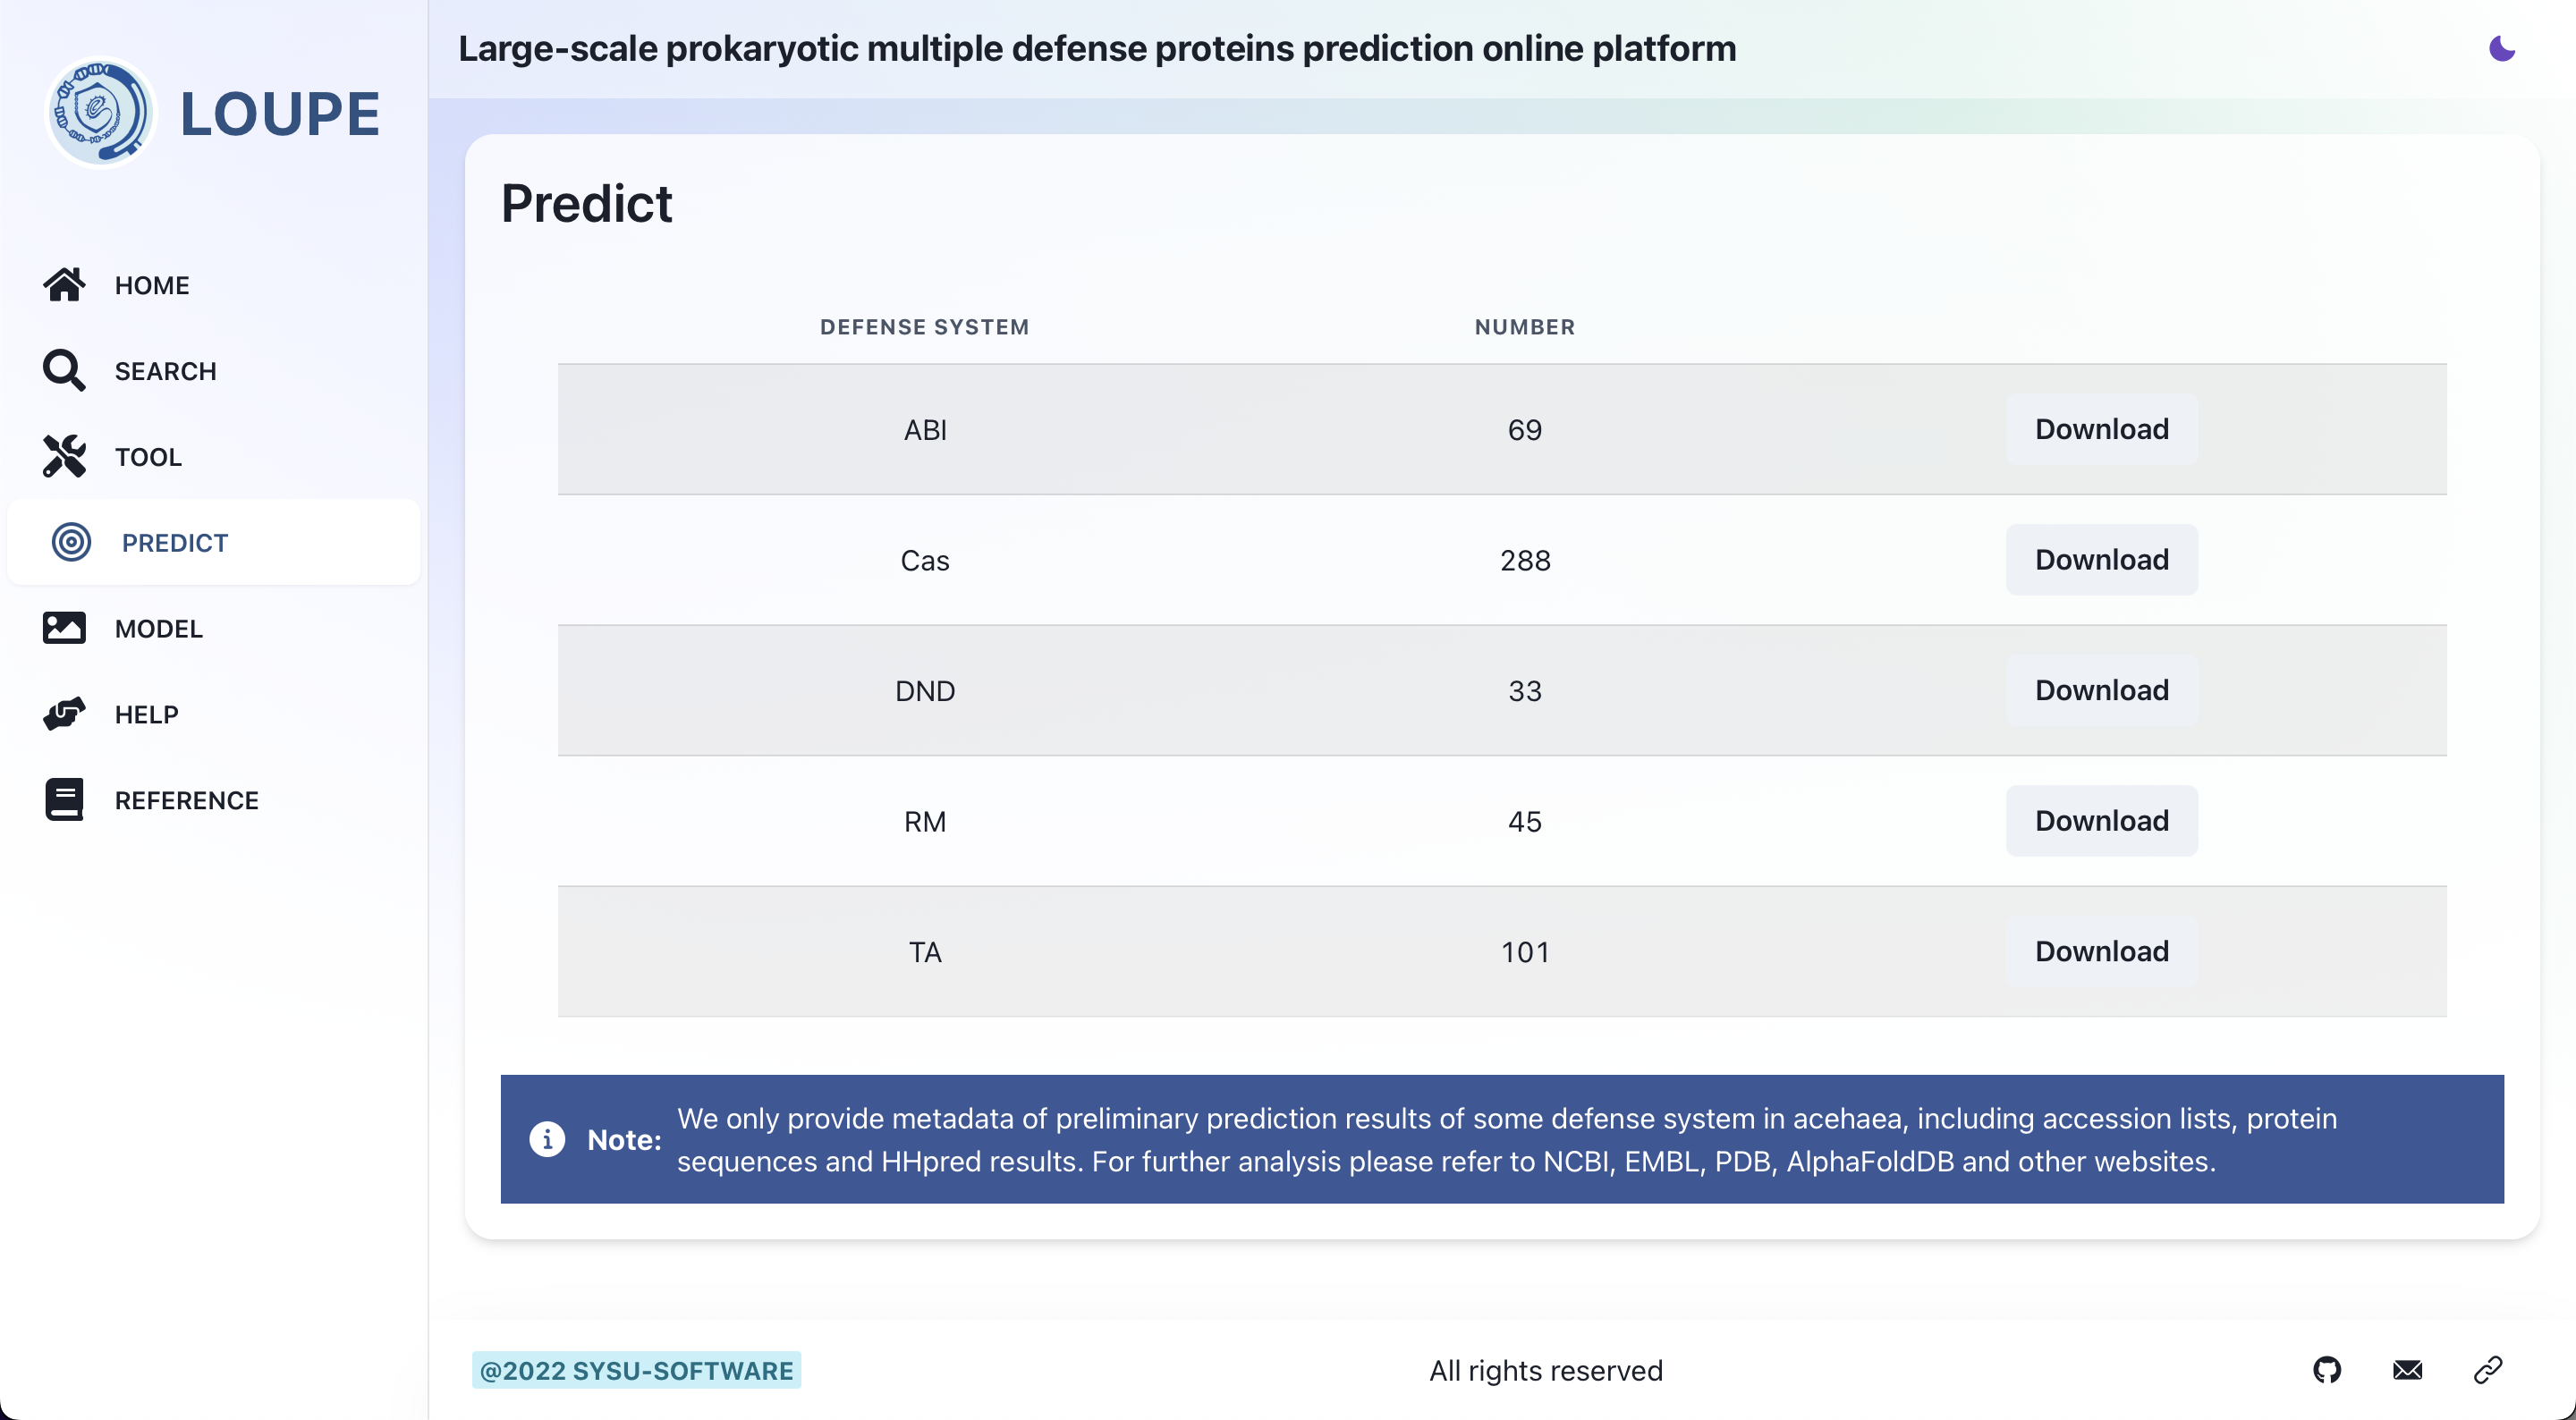 LOUPE
HOME
SEARCH
TOOL
PREDICT
MODEL
HELP
REFERENCE
Large-scale prokaryotic multiple defense proteins prediction online platform
Predict
DEFENSE SYSTEM NUMBER
ABI 69 Download
Cas 288 Download
DND 33 Download
RM 45 Download
TA 101 Download
Note: We only provide metadata of preliminary prediction results of some defense system in acehaea, including accession lists, protein
sequences and HHpred results. For further analysis please refer to NCBI, EMBL, PDB, AlphaFoldDB and other websites.
@2022 SYSU-SOFTWARE All rights reserved